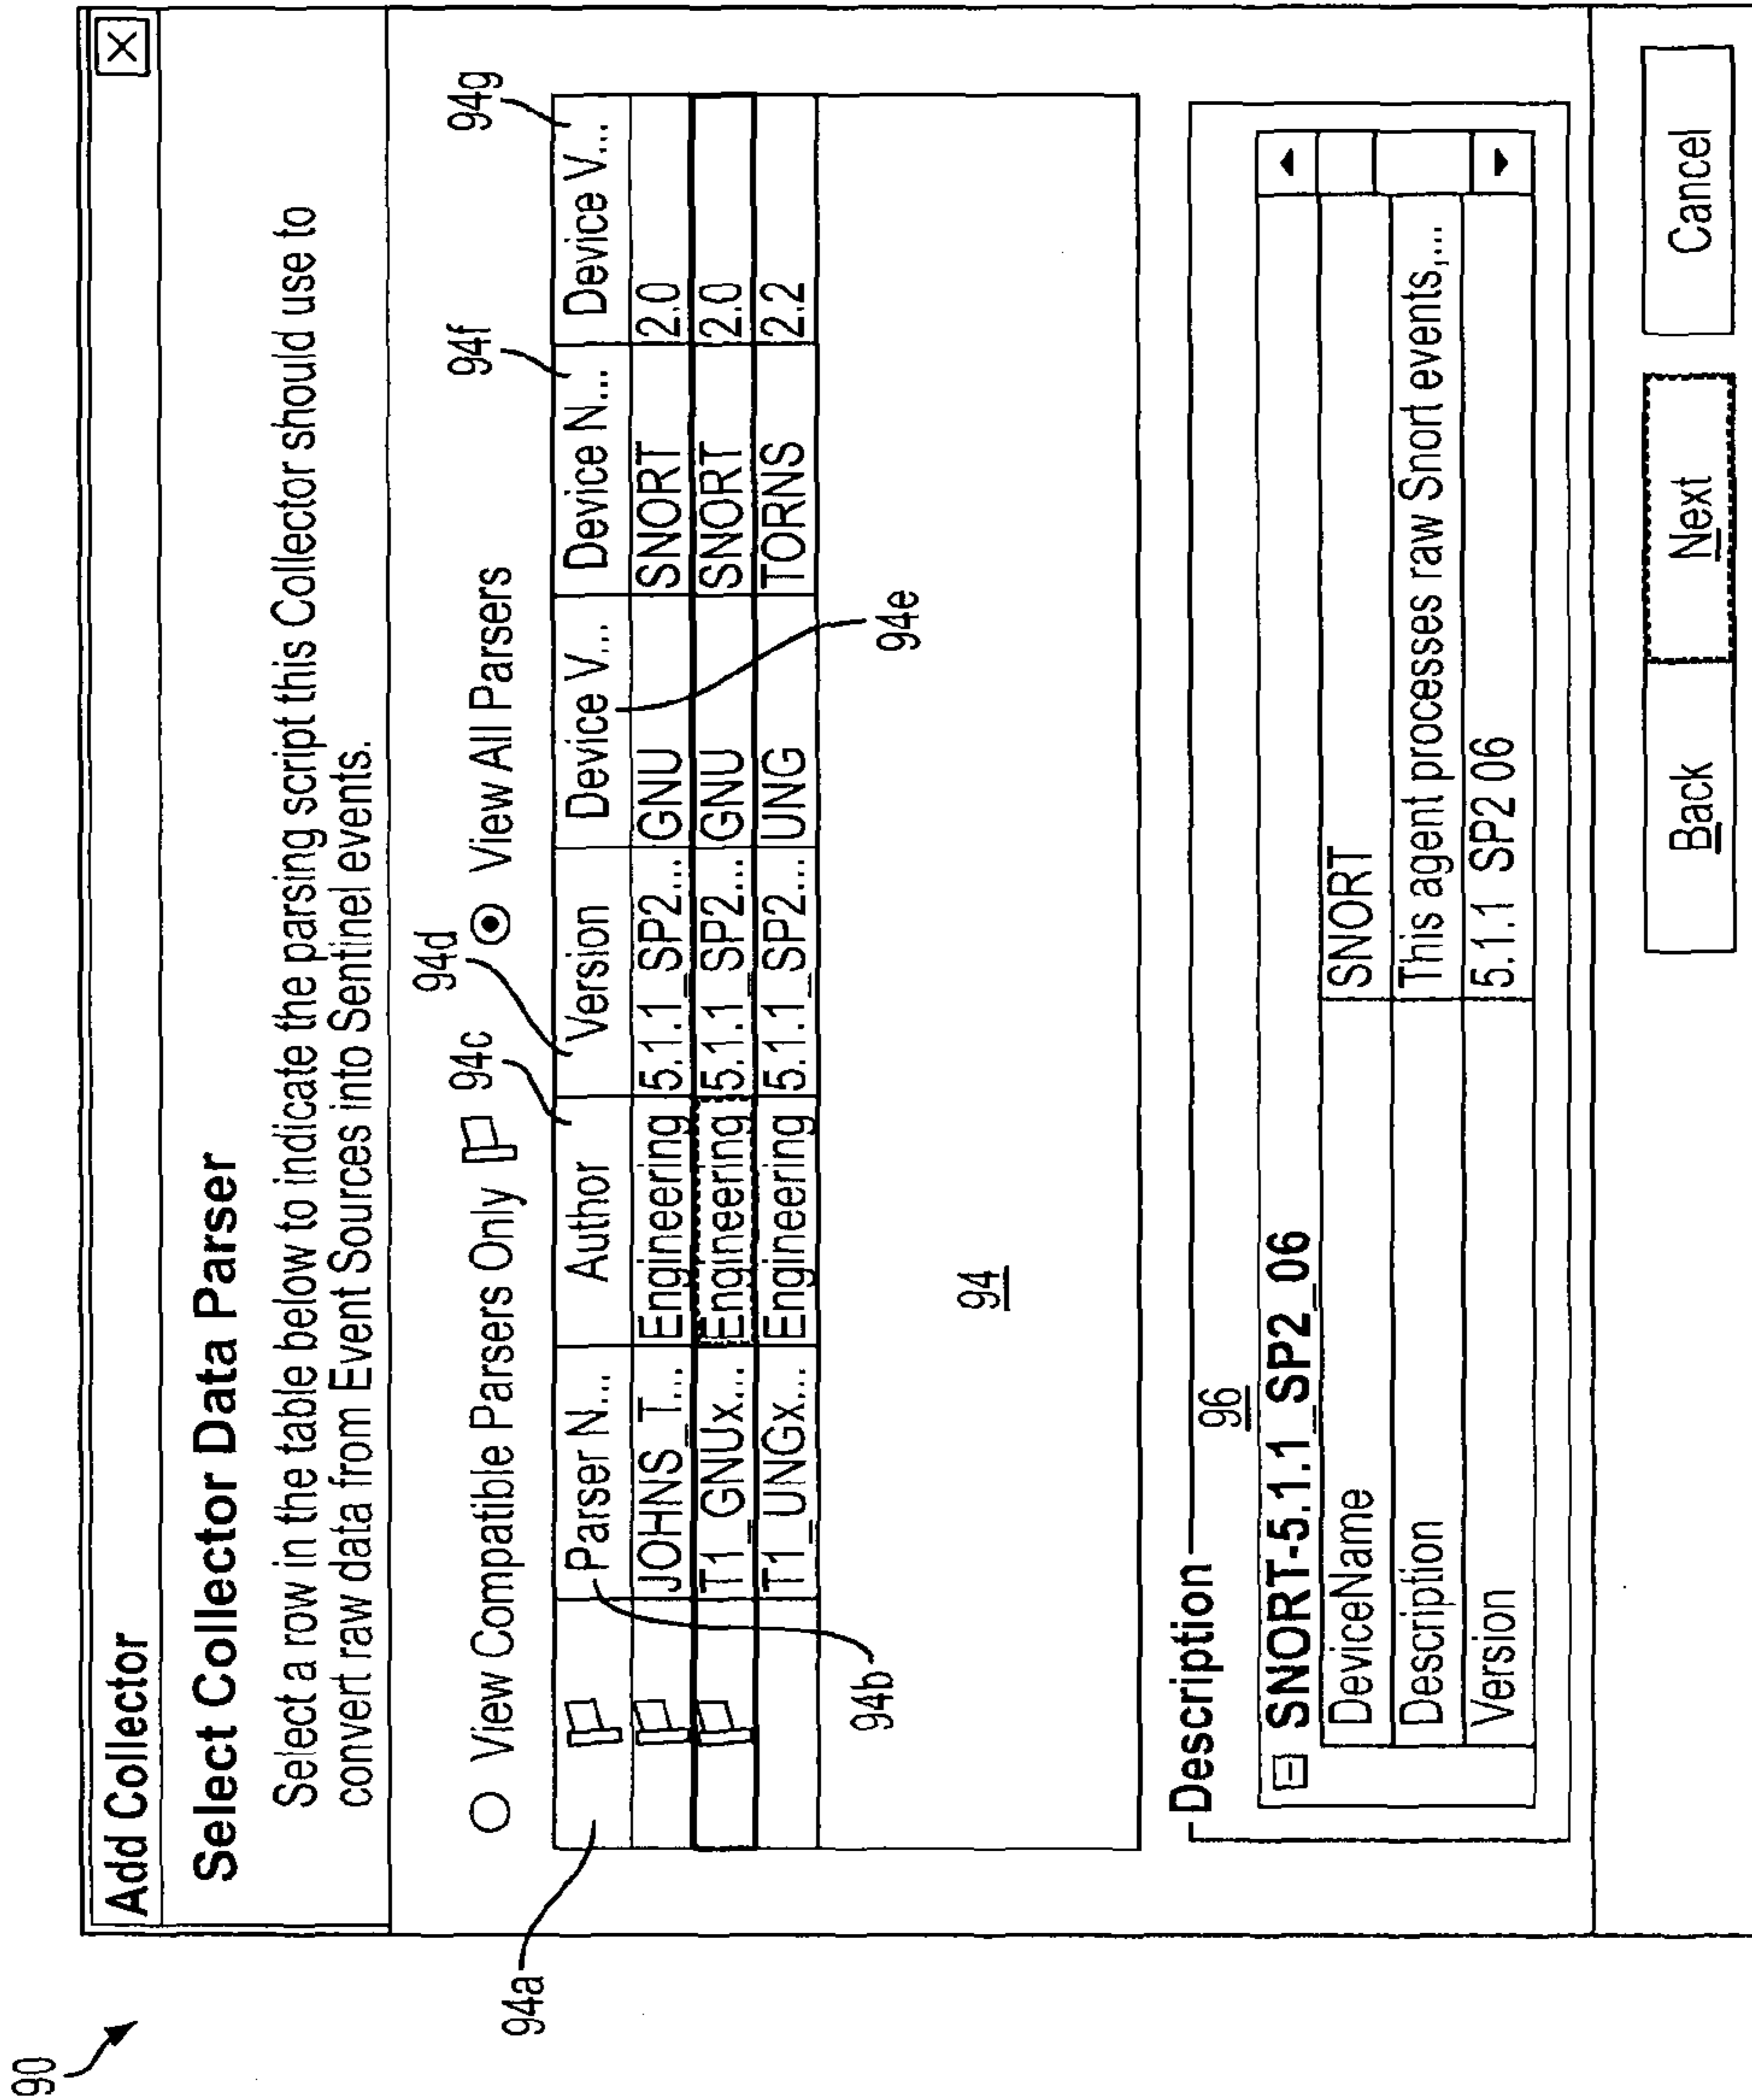 90
Add Collector
Select Collector Data Parser
Select a row in the table below to indicate the parsing script this Collector should use to
convert raw data from Event Sources into Sentinel events.
94d
View Compatible Parsers Only 94c View All Parsers 94f 94g
94a
Parser N... Author Version Device V... Device N... Device V...
JOHNS_T... Engineering 5.1.1_SP2... GNU SNORT 2.0
T1_GNUx... Engineering 5.1.1_SP2... GNU SNORT 2.0
T1_UNGx... Engineering 5.1.1_SP2... UNG TORNS 2.2
94b 94e
94
Description
96
SNORT-5.1.1_SP2_06
DeviceName SNORT
Description This agent processes raw Snort events,...
Version 5.1.1 SP2 06
Back Next Cancel